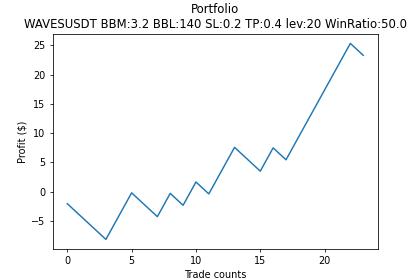 Portfolio
WAVESUSDT BBM:3.2 BBL:140 SL:0.2 TP:0.4 lev:20 WinRatio:50.0
Profit ($)
25
20
15
10
5
0
−5
0 5 10 15 20
Trade counts